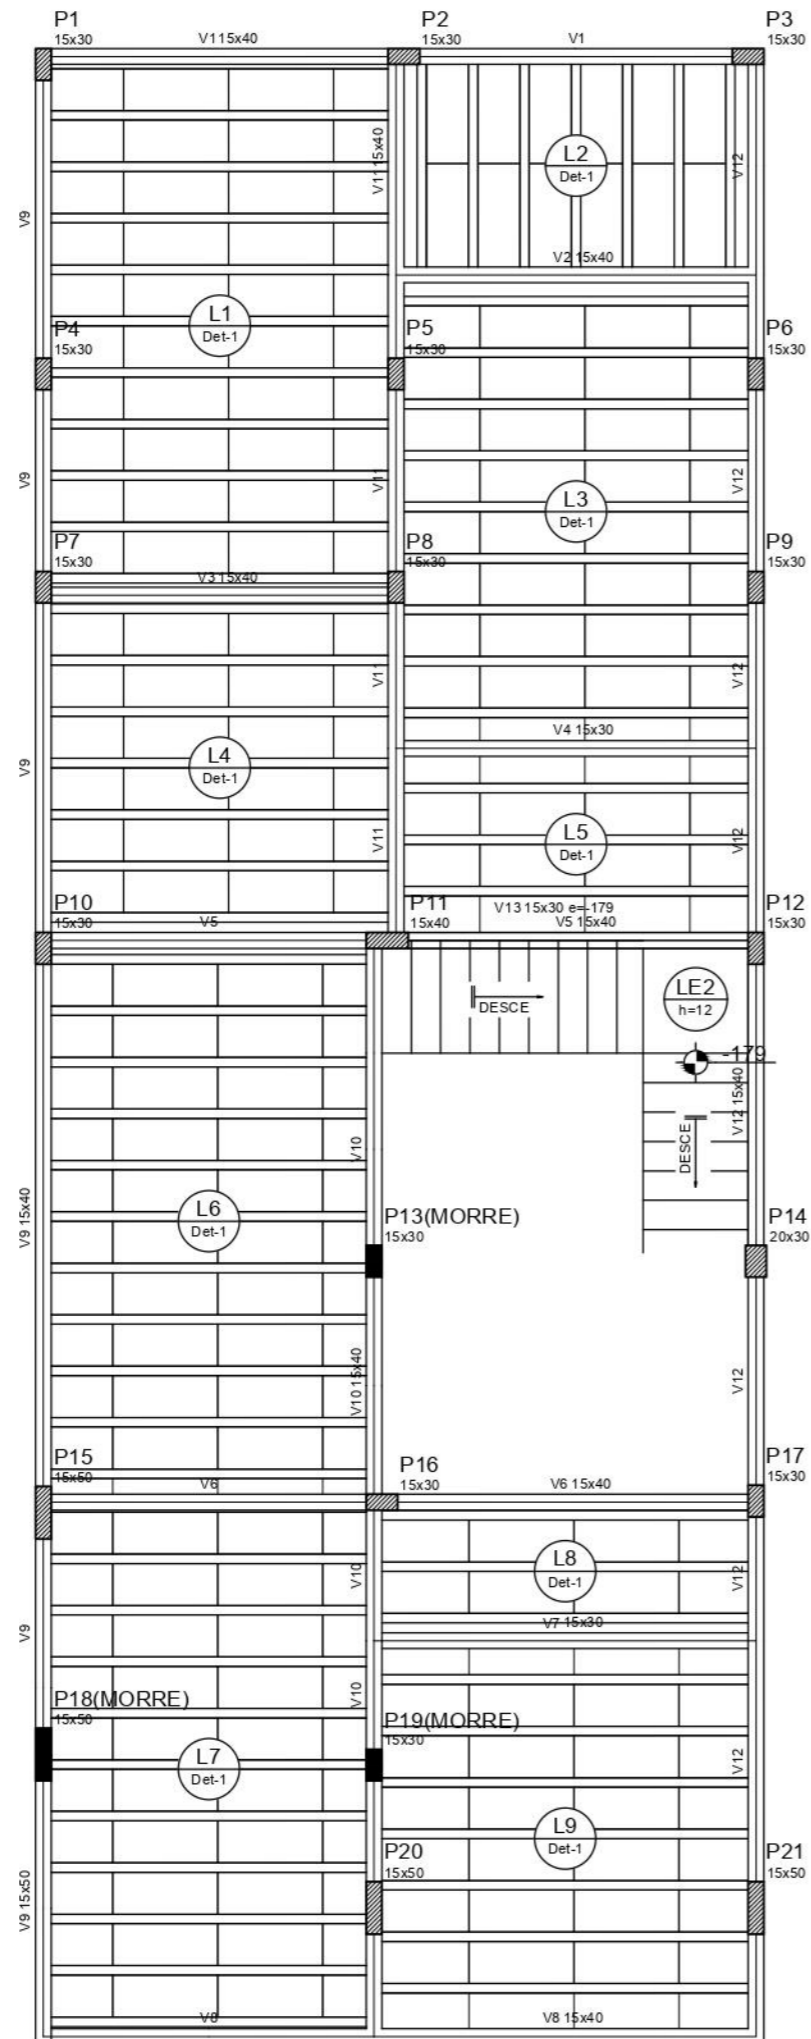 P1
15x30
V1 15x40
P2
15x30
V1
P3
15x30
V11 15x40
L2
Det-1
V12
V9
V2 15x40
L1
Det-1
P4
15x30
P5
15x30
P6
15x30
V9
V11
L3
Det-1
V12
P7
15x30
V3 15x40
P8
15x30
P9
15x30
V11
V12
V4 15x30
V9
L4
Det-1
V11
L5
Det-1
V12
P10
15x30
V5
P11
15x40
V13 15x30 e=-179
V5 15x40
P12
15x30
DESCE
LE2
h=12
-179
V12 15x40
DESCE
V10
V9 15x40
L6
Det-1
P13(MORRE)
15x30
P14
20x30
V10 15x40
V12
P15
15x50
V6
P16
15x30
V6 15x40
P17
15x30
V10
L8
Det-1
V12
V7 15x30
V9
P18(MORRE)
15x50
V10
P19(MORRE)
15x30
L7
Det-1
V12
L9
Det-1
P20
15x50
P21
15x50
V9 15x50
V8
V8 15x40